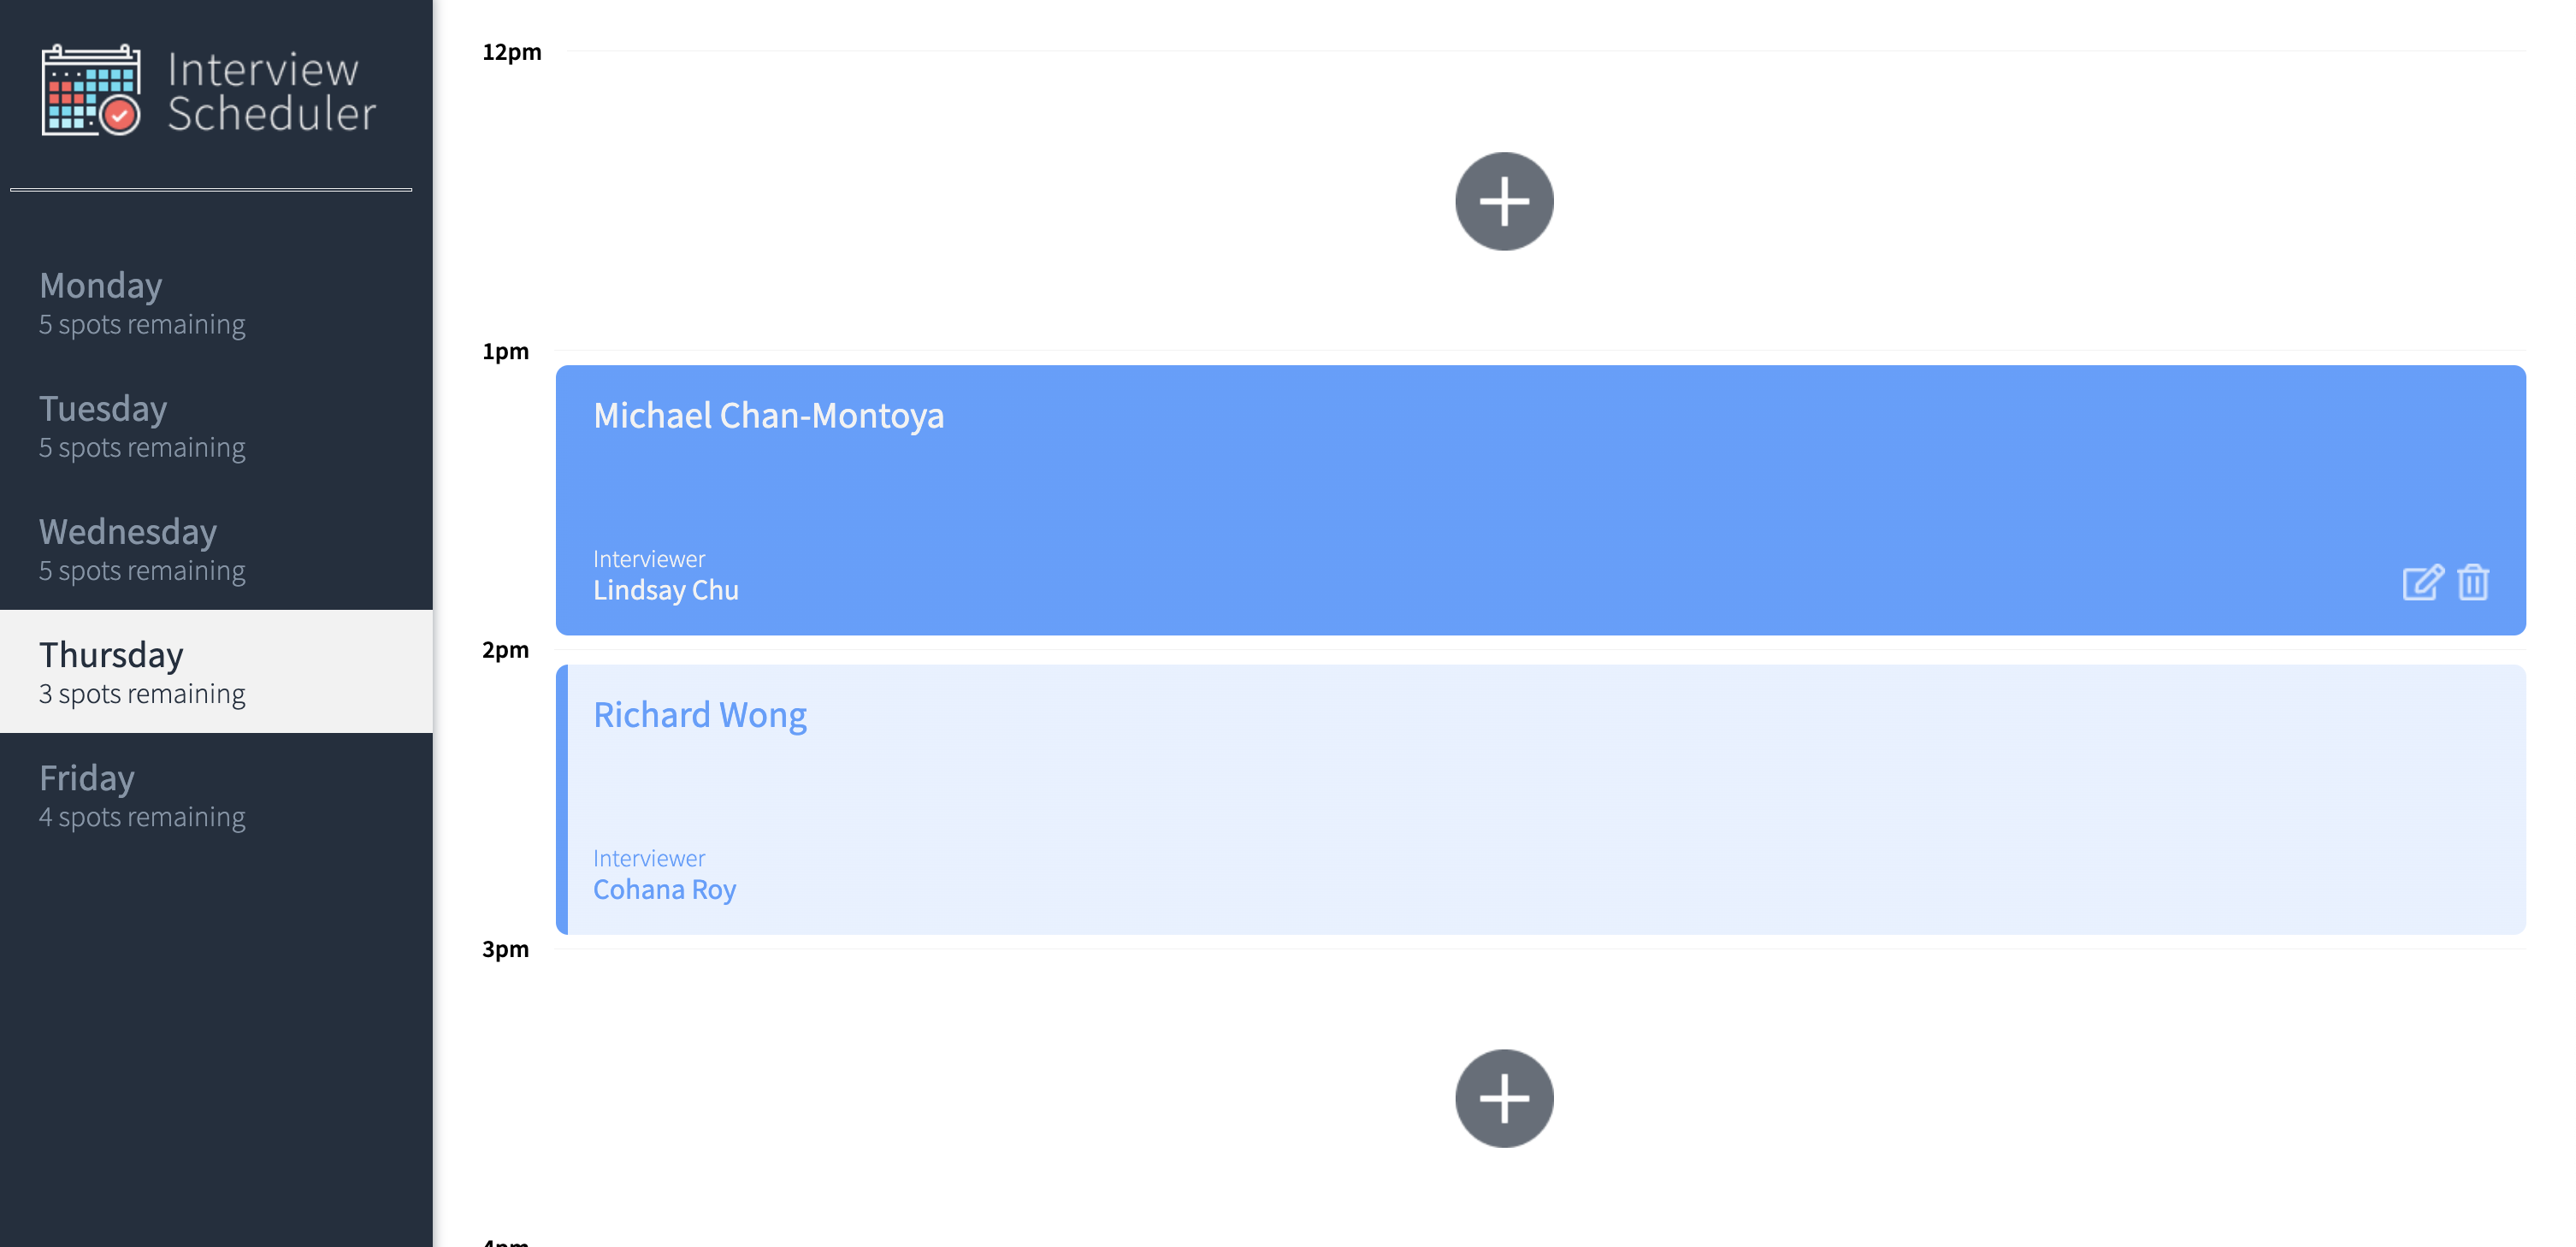 Interview
Scheduler
Monday
5 spots remaining
Tuesday
5 spots remaining
Wednesday
5 spots remaining
Thursday
3 spots remaining
Friday
4 spots remaining
12pm
1pm
Michael Chan-Montoya
Interviewer
Lindsay Chu
2pm
Richard Wong
Interviewer
Cohana Roy
3pm
4pm